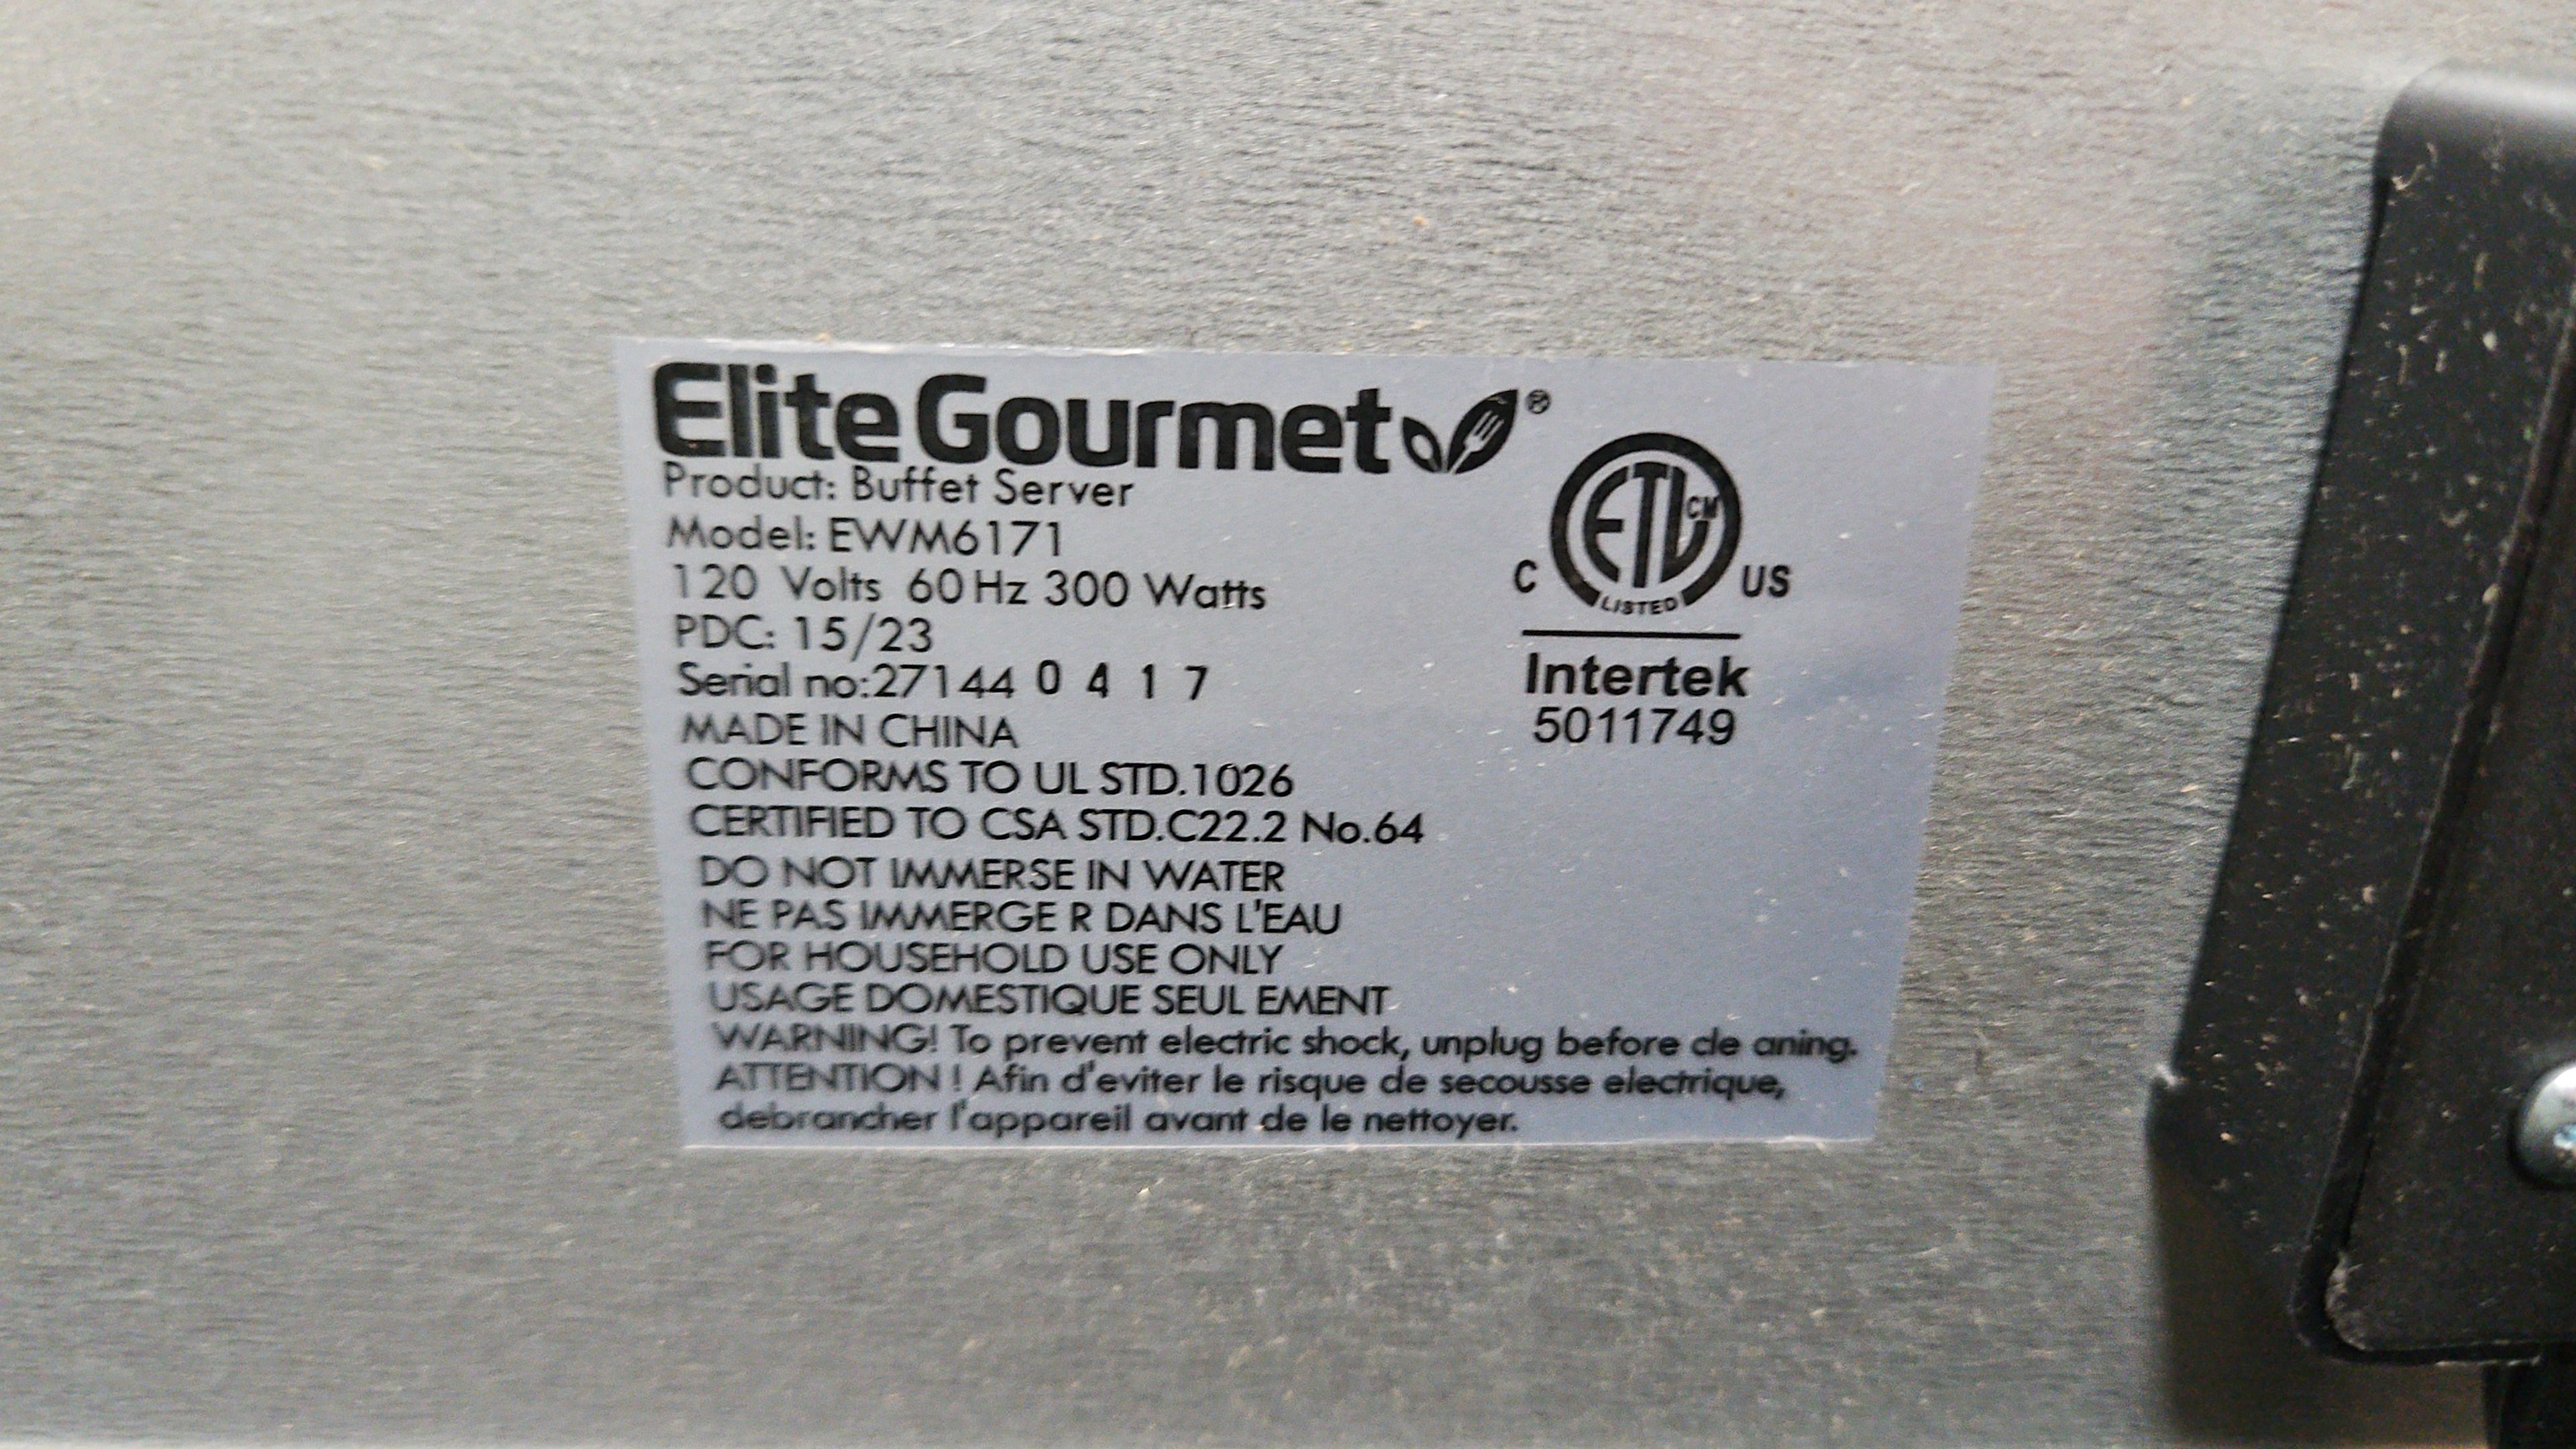 Elite Gourmet®
Product: Buffet Server
Model: EWM6171
120 Volts 60 Hz 300 Watts
PDC: 15/23
Serial no:27144 0 4 1 7
MADE IN CHINA
CONFORMS TO UL STD.1026
CERTIFIED TO CSA STD.C22.2 No.64
DO NOT IMMERSE IN WATER
NE PAS IMMERGE R DANS L'EAU
FOR HOUSEHOLD USE ONLY
USAGE DOMESTIQUE SEUL EMENT
WARNING! To prevent electric shock, unplug before cle aning.
ATTENTION ! Afin d'eviter le risque de secousse electrique,
debrancher l'appareil avant de le nettoyer.
ETL CM
C US
LISTED
Intertek
5011749